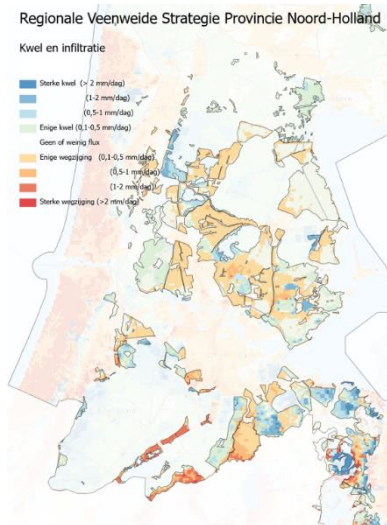 Regionale Veenweide Strategie Provincie Noord-Holland
Kwel en infiltratie
Sterke kwel (> 2 mm/dag)
(1-2 mm/dag)
(0,5-1 mm/dag)
Enige kwel (0,1-0,5 mm/dag)
Geen of weinig flux
Enige wegzijging (0,1-0,5 mm/dag)
(0,5-1 mm/dag)
(1-2 mm/dag)
Sterke wegzijging (>2 mm/dag)